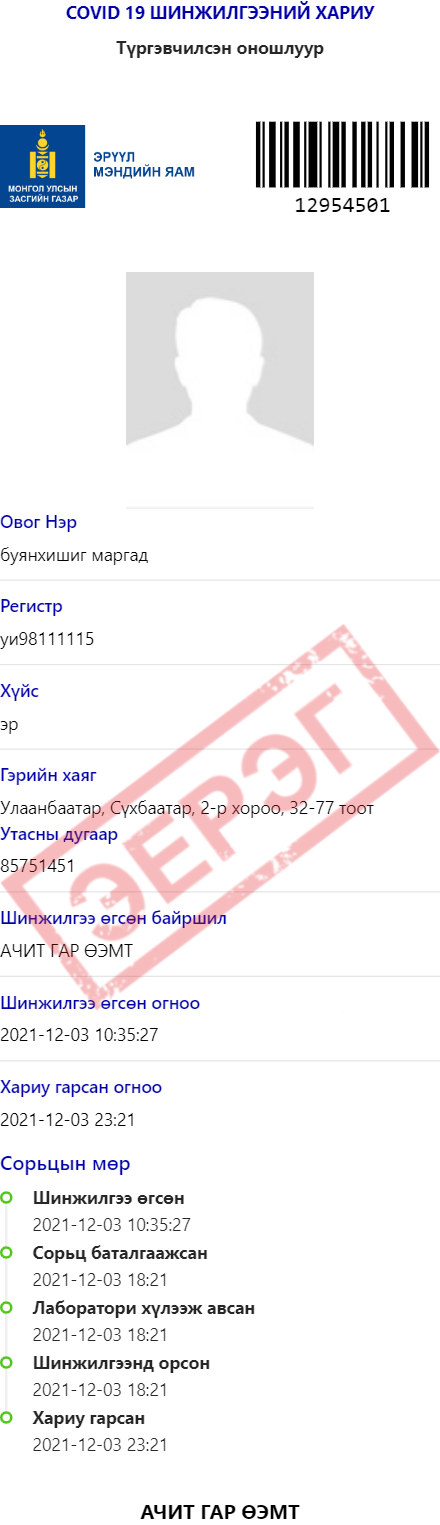 COVID 19 ШИНЖИЛГЭЭНИЙ ХАРИУ
Түргэвчилсэн оношлуур
МОНГОЛ УЛСЫН
ЗАСГИЙН ГАЗАР
ЭРҮҮЛ
МЭНДИЙН ЯАМ
12954501
Овог Нэр
буянхишиг маргад
Регистр
уи98111115
Хүйс
эр
Гэрийн хаяг
Улаанбаатар, Сүхбаатар, 2-р хороо, 32-77 тоот
Утасны дугаар
85751451
ЭЕРЭГ
Шинжилгээ өгсөн байршил
АЧИТ ГАР ӨЭМТ
Шинжилгээ өгсөн огноо
2021-12-03 10:35:27
Хариу гарсан огноо
2021-12-03 23:21
Сорьцын мөр
Шинжилгээ өгсөн
2021-12-03 10:35:27
Сорьц баталгаажсан
2021-12-03 18:21
Лаборатори хүлээж авсан
2021-12-03 18:21
Шинжилгээнд орсон
2021-12-03 18:21
Хариу гарсан
2021-12-03 23:21
АЧИТ ГАР ӨЭМТ